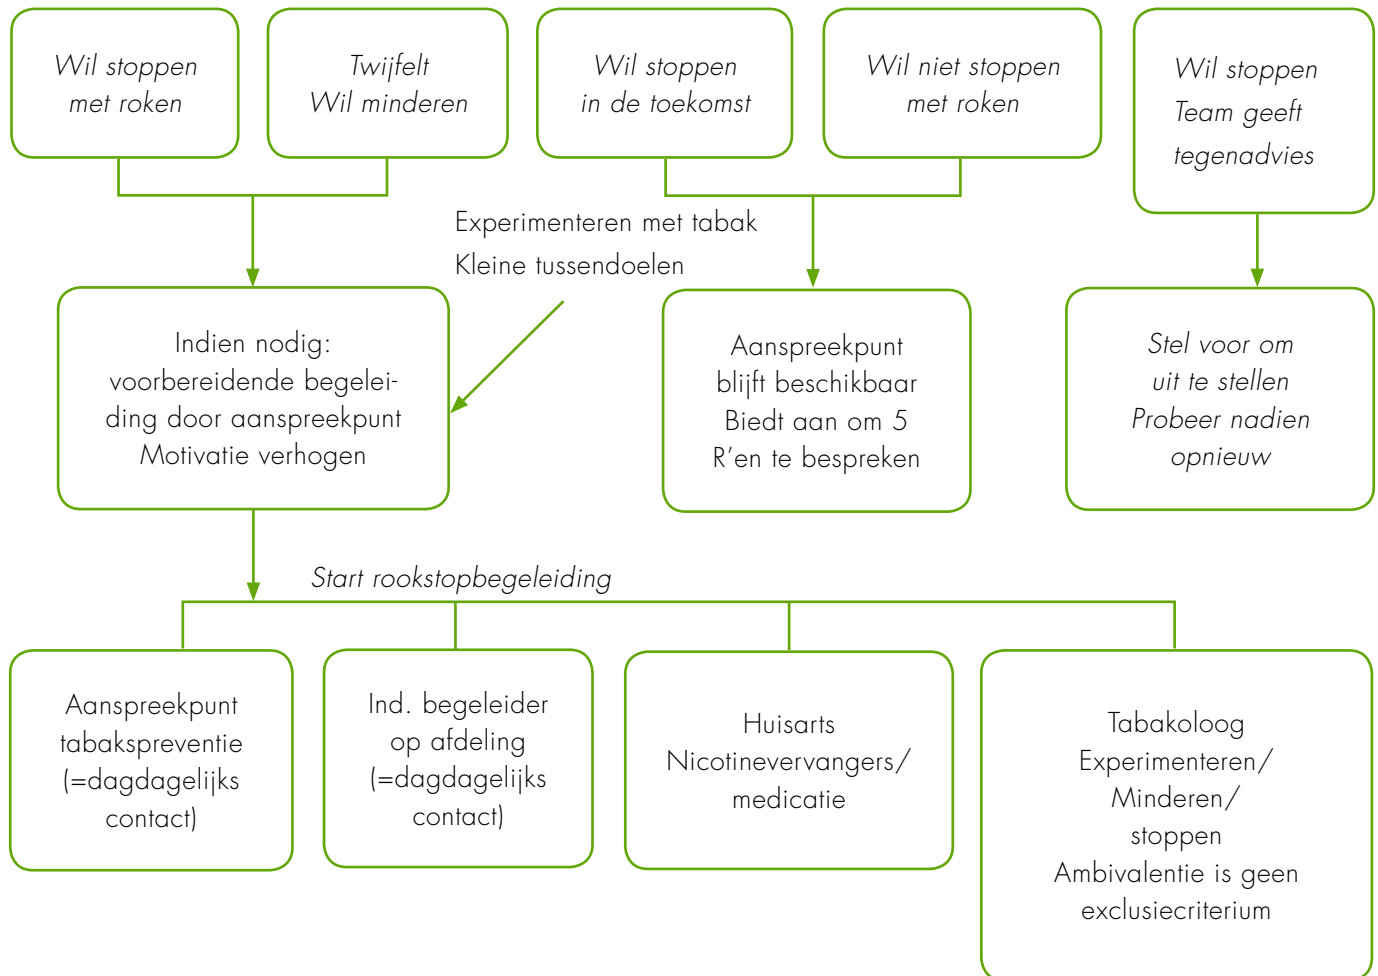 Wil stoppen
met roken
Twijfelt
Wil minderen
Wil stoppen
in de toekomst
Wil niet stoppen
met roken
Wil stoppen
Team geeft
tegenadvies
Experimenteren met tabak
Kleine tussendoelen
Indien nodig:
voorbereidende begelei-
ding door aanspreekpunt
Motivatie verhogen
Aanspreekpunt
blijft beschikbaar
Biedt aan om 5
R’en te bespreken
Stel voor om
uit te stellen
Probeer nadien
opnieuw
Start rookstopbegeleiding
Aanspreekpunt
tabakspreventie
(=dagdagelijks
contact)
Ind. begeleider
op afdeling
(=dagdagelijks
contact)
Huisarts
Nicotinevervangers/
medicatie
Tabakoloog
Experimenteren/
Minderen/
stoppen
Ambivalentie is geen
exclusiecriterium